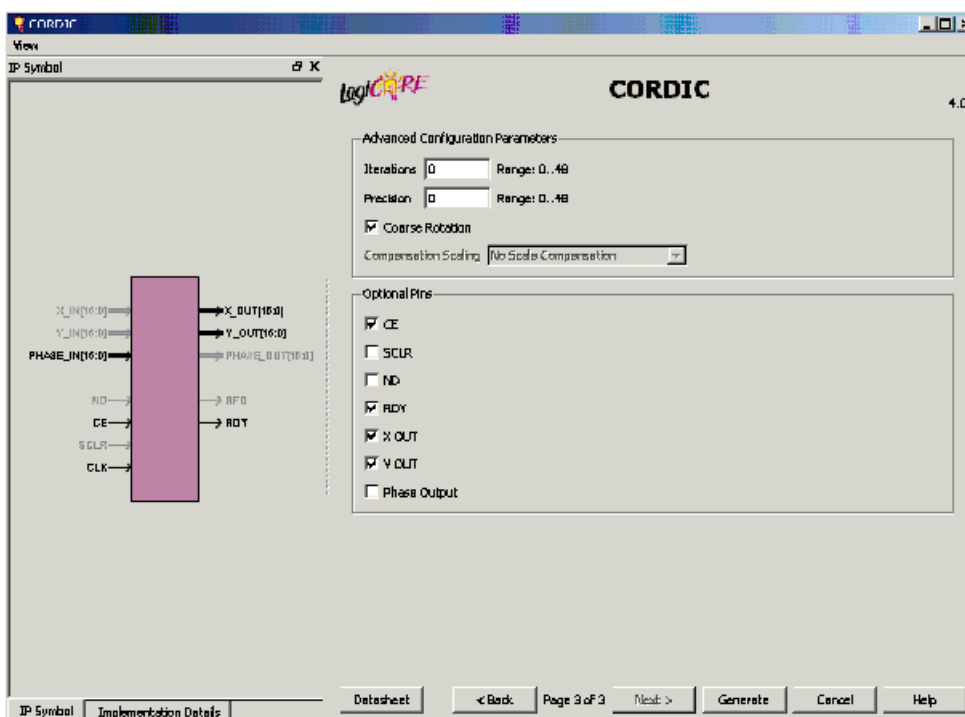 CORDIC
View
IP Symbol
LogiCORE
CORDIC
4.0
Advanced Configuration Parameters
Iterations 0 Range: 0..48
Precision 0 Range: 0..48
Coarse Rotation
Compensation Scaling No Scale Compensation
Optional Pins
CE
SCLR
ND
RDY
X OUT
Y OUT
Phase Output
X_IN[16:0] X_OUT[16:0]
Y_IN[16:0] Y_OUT[16:0]
PHASE_IN[16:0] PHASE_OUT[16:0]
ND RFD
CE RDY
SCLR
CLK
Datasheet < Back Page 3 of 3 Next > Generate Cancel Help
IP Symbol Implementation Details